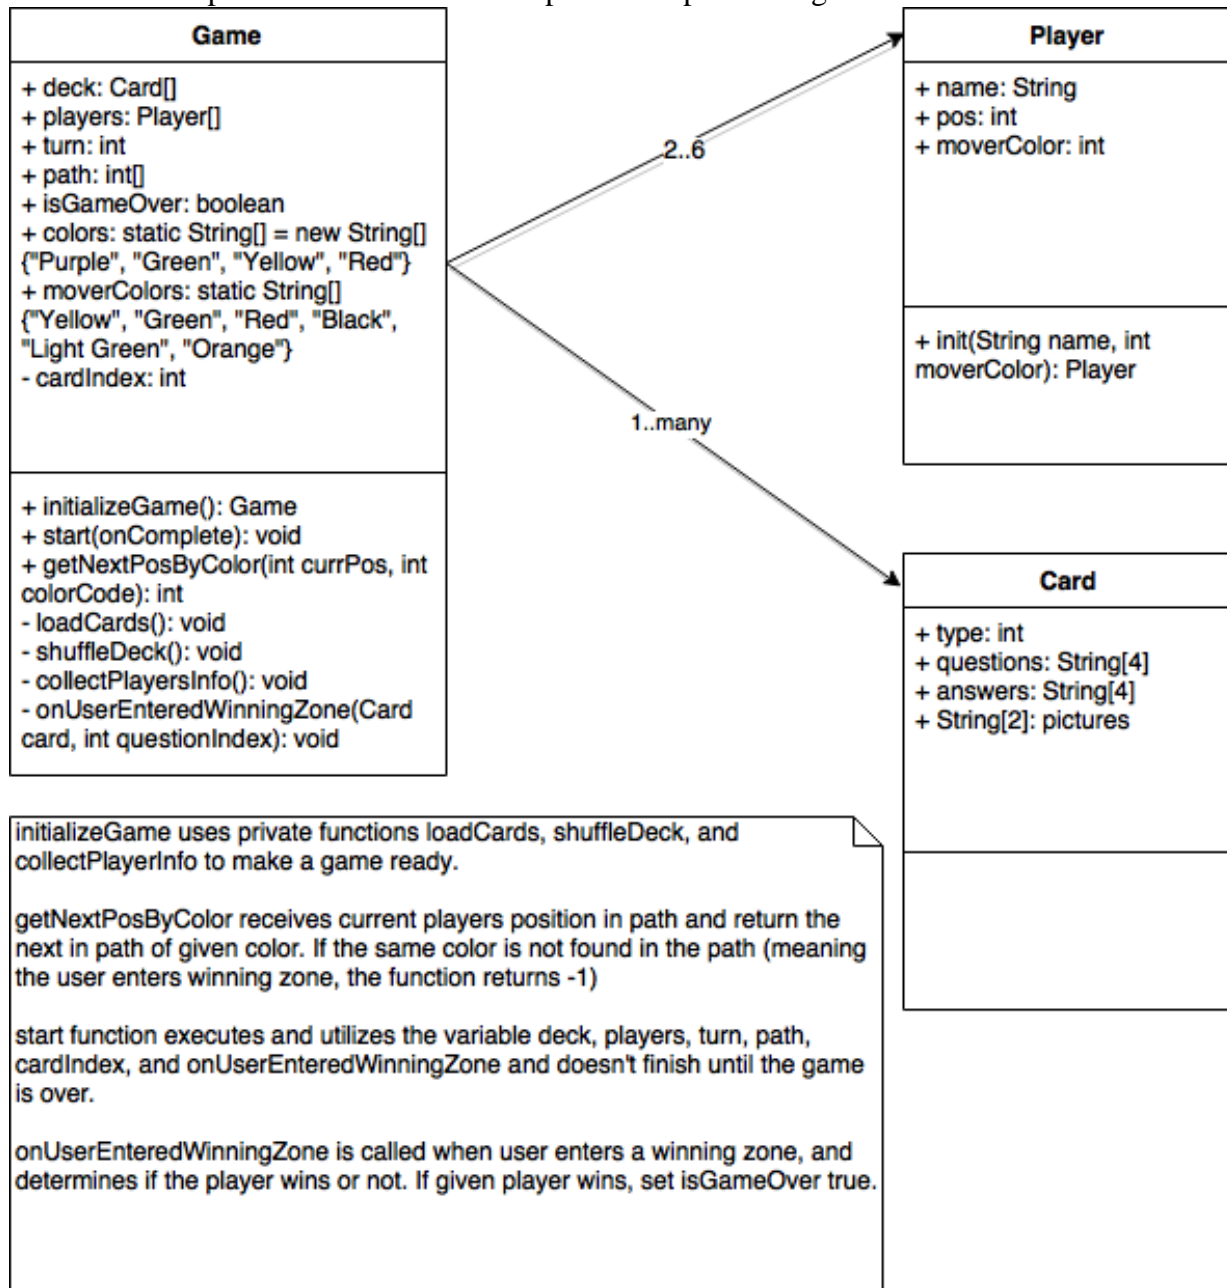 Game
+ deck: Card[]
+ players: Player[]
+ turn: int
+ path: int[]
+ isGameOver: boolean
+ colors: static String[] = new String[]
{"Purple", "Green", "Yellow", "Red"}
+ moverColors: static String[]
{"Yellow", "Green", "Red", "Black",
"Light Green", "Orange"}
- cardIndex: int
+ initializeGame(): Game
+ start(onComplete): void
+ getNextPosByColor(int currPos, int
colorCode): int
- loadCards(): void
- shuffleDeck(): void
- collectPlayersInfo(): void
- onUserEnteredWinningZone(Card
card, int questionIndex): void
2..6
1..many
Player
+ name: String
+ pos: int
+ moverColor: int
+ init(String name, int
moverColor): Player
Card
+ type: int
+ questions: String[4]
+ answers: String[4]
+ String[2]: pictures
initializeGame uses private functions loadCards, shuffleDeck, and
collectPlayerInfo to make a game ready.
getNextPosByColor receives current players position in path and return the
next in path of given color. If the same color is not found in the path (meaning
the user enters winning zone, the function returns -1)
start function executes and utilizes the variable deck, players, turn, path,
cardIndex, and onUserEnteredWinningZone and doesn't finish until the game
is over.
onUserEnteredWinningZone is called when user enters a winning zone, and
determines if the player wins or not. If given player wins, set isGameOver true.